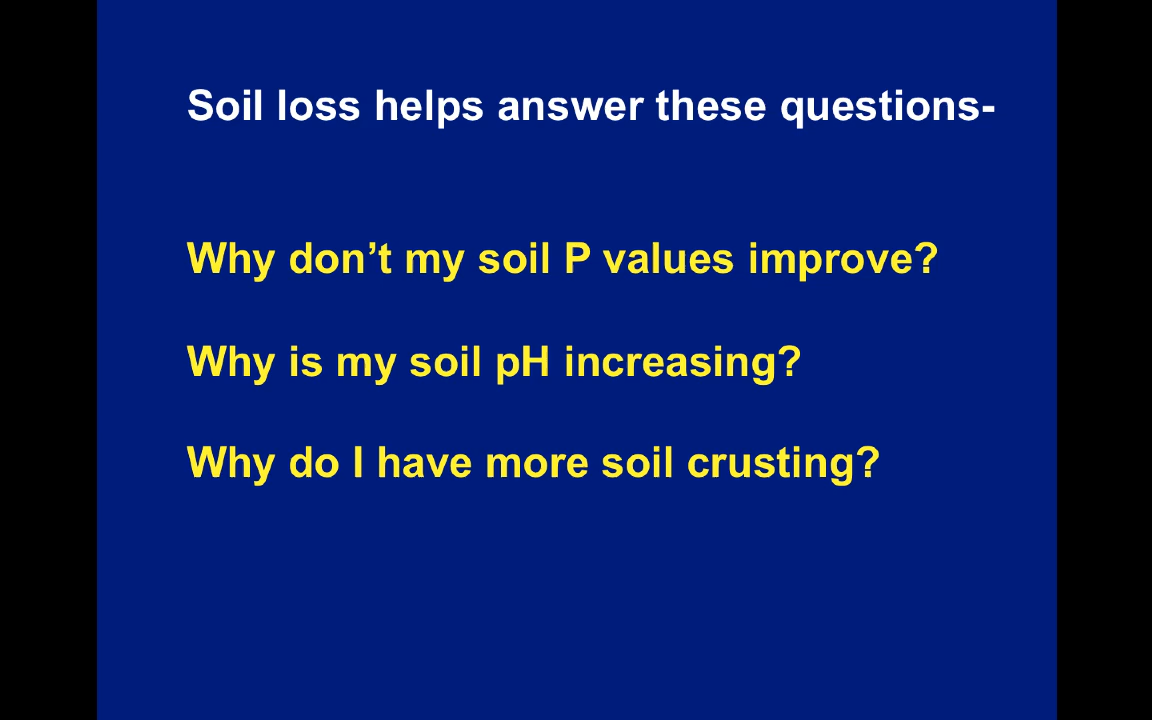 Soil loss helps answer these questions-
Why don’t my soil P values improve?
Why is my soil pH increasing?
Why do I have more soil crusting?